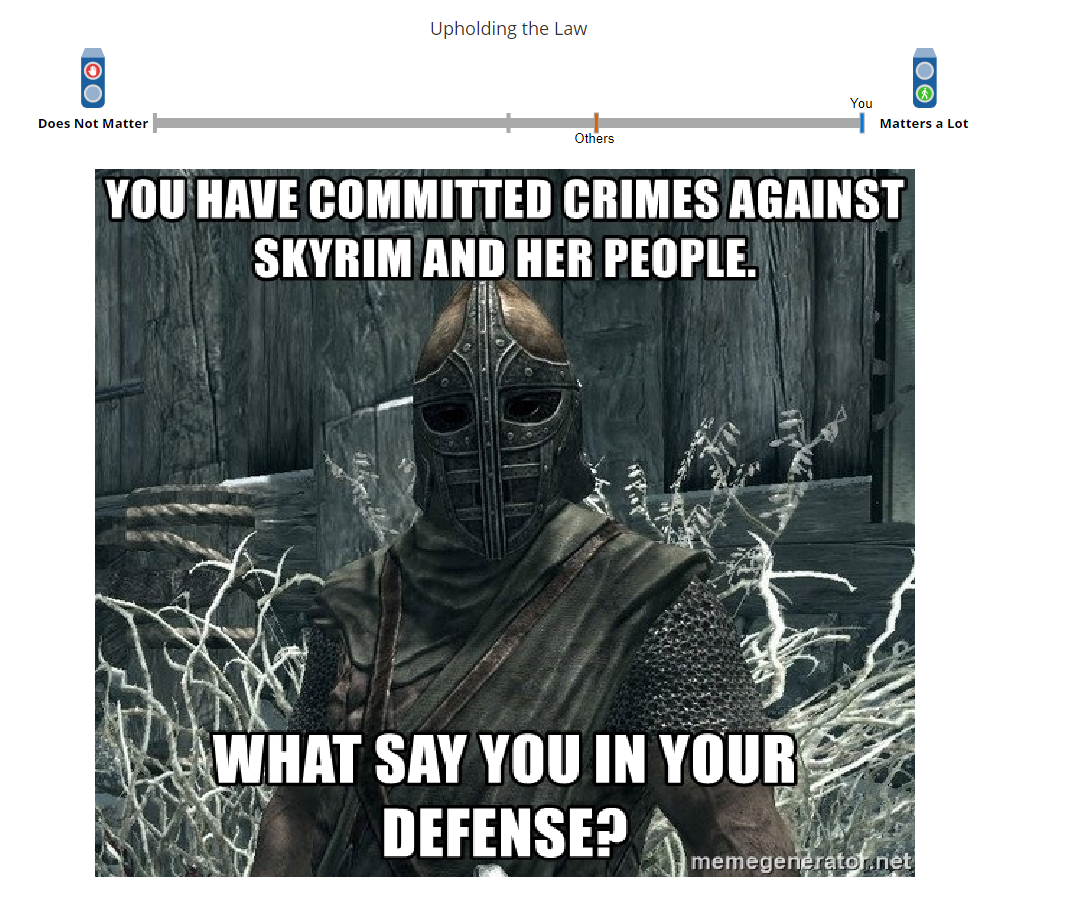 Upholding the Law
You
Does Not Matter
Matters a Lot
Others
YOU HAVE COMMITTED CRIMES AGAINST
SKYRIM AND HER PEOPLE.
WHAT SAY YOU IN YOUR
DEFENSE?
memegenerator.net